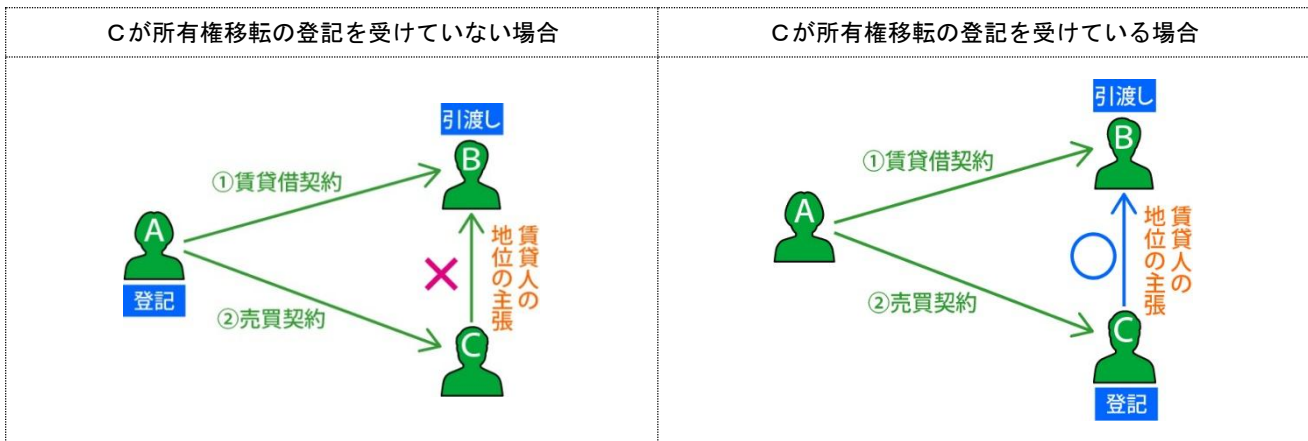 Cが所有権移転の登記を受けていない場合
Cが所有権移転の登記を受けている場合
引渡し
B
①賃貸借契約
A
登記
②売買契約
賃貸人の
地位の主張
C
引渡し
B
①賃貸借契約
A
②売買契約
賃貸人の
地位の主張
C
登記